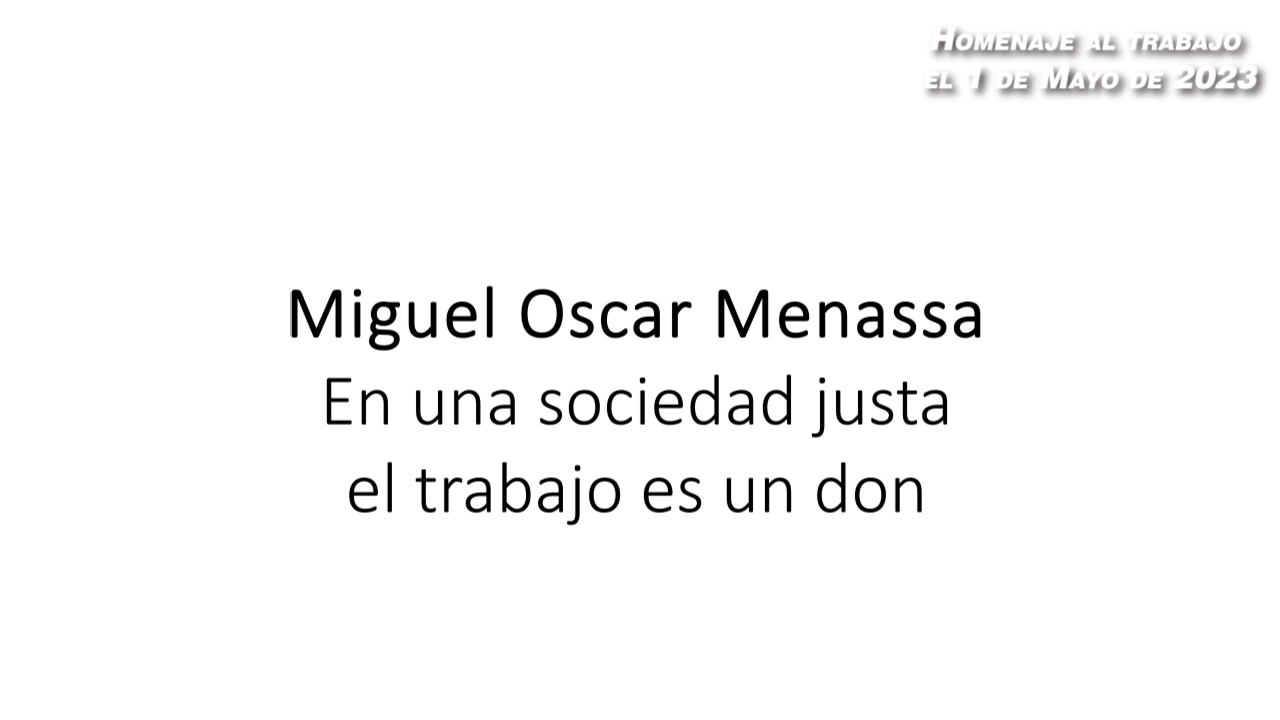 HOMENAJE AL TRABAJO
EL 1 DE MAYO DE 2023
Miguel Oscar Menassa
En una sociedad justa
el trabajo es un don